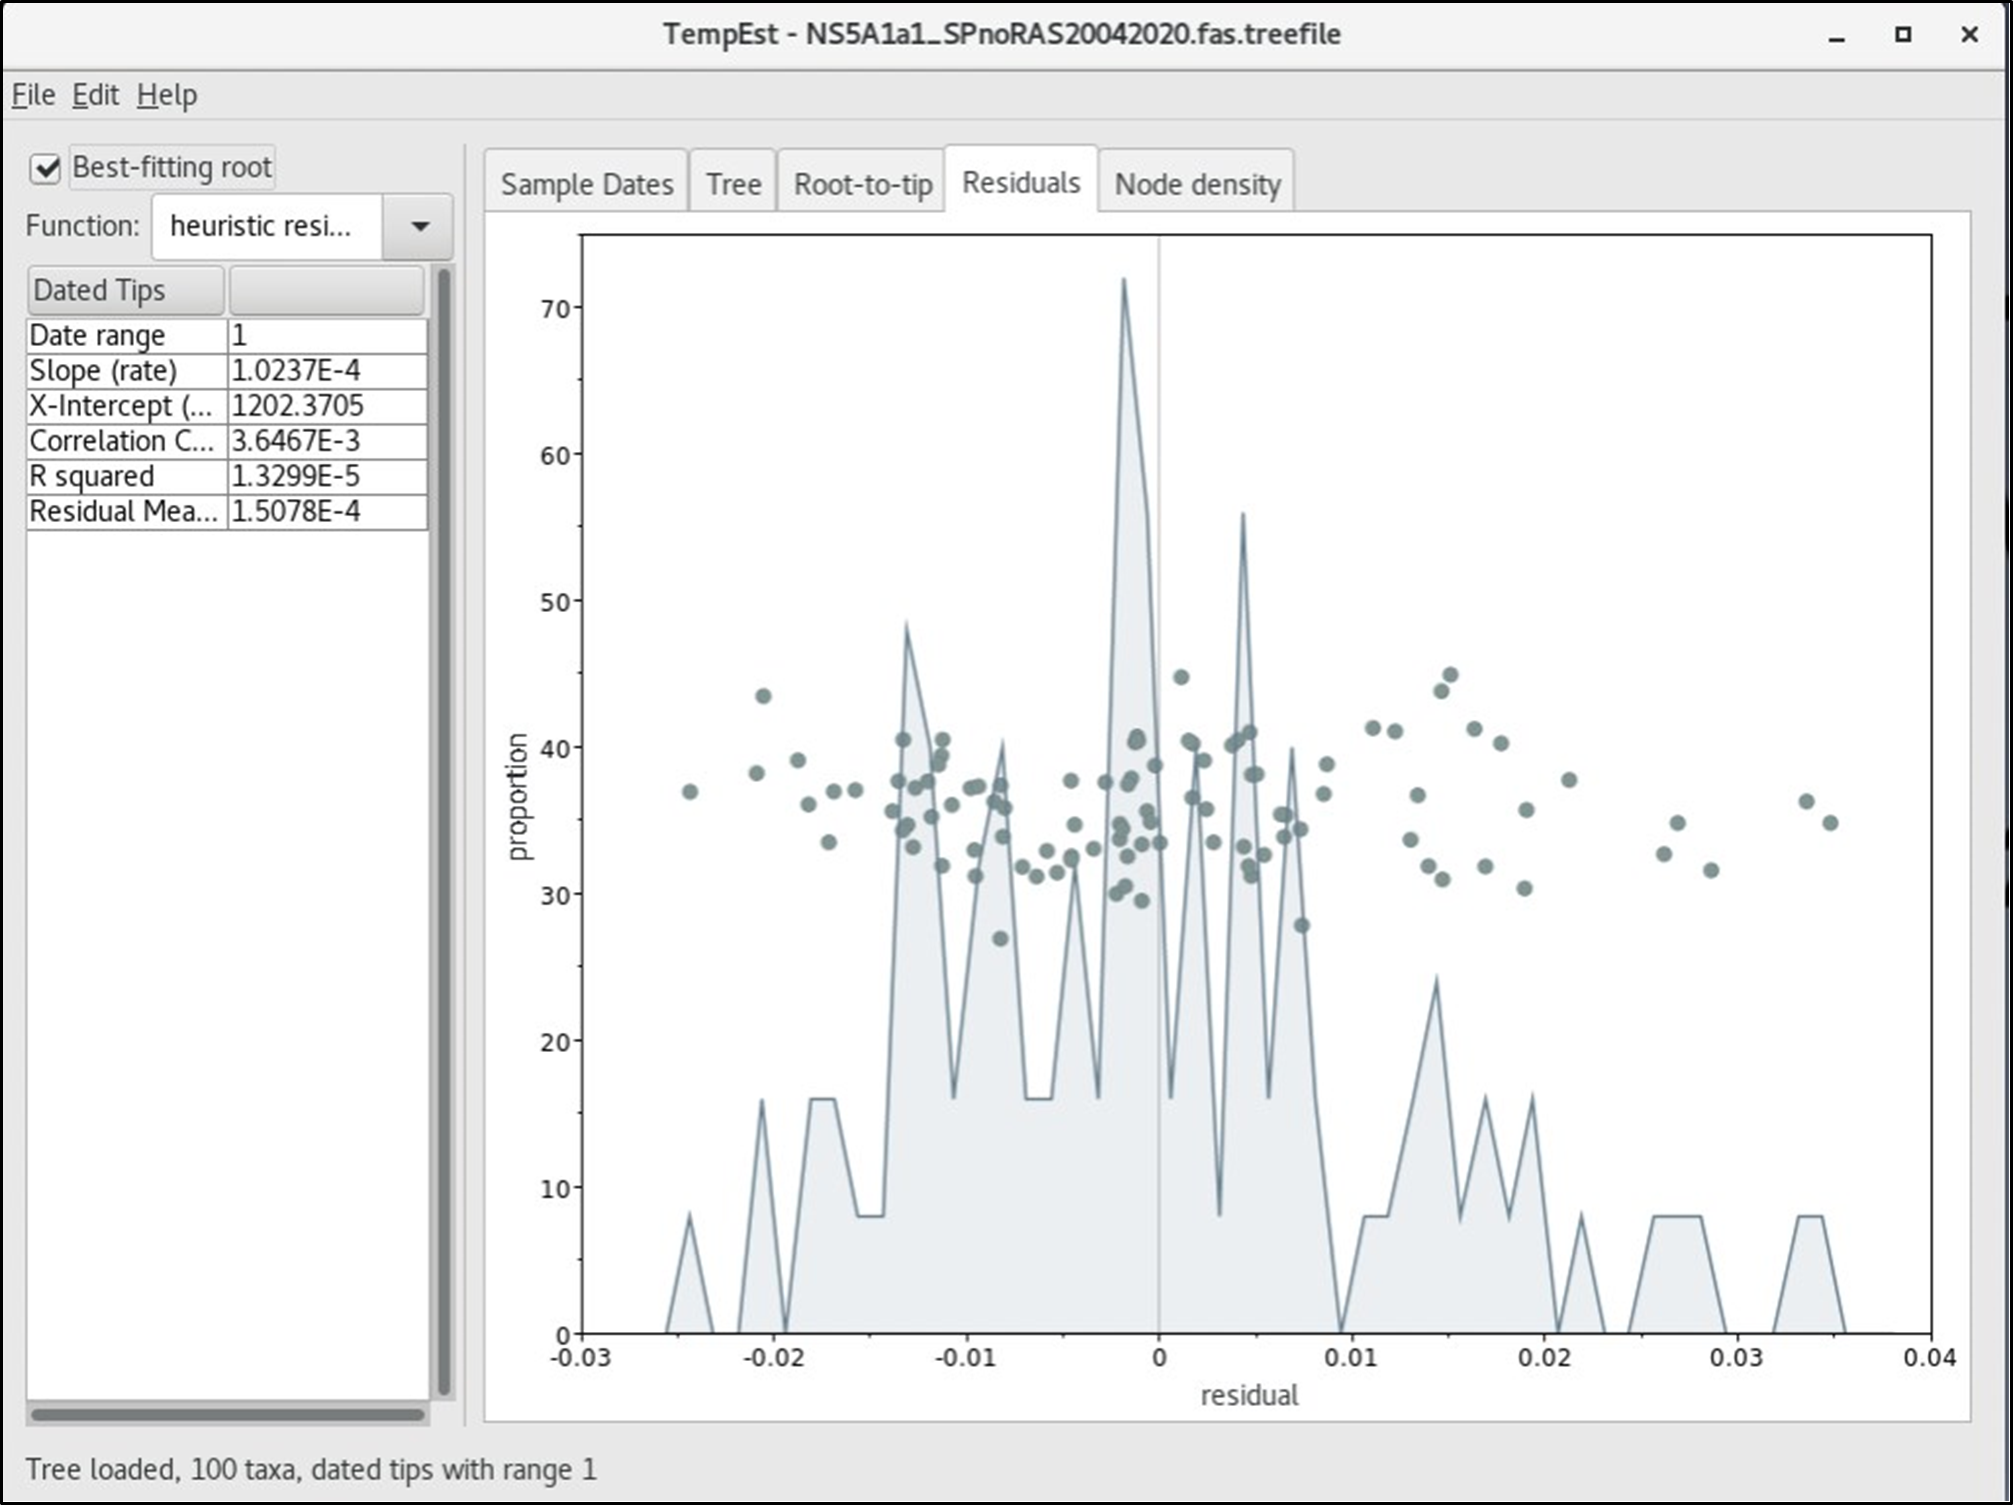 TempEst - NS5A1a1_SPnoRAS20042020.fas.treefile
File Edit Help
Best-fitting root
Function: heuristic resi...
Dated Tips
Date range 1
Slope (rate) 1.0237E-4
X-Intercept (... 1202.3705
Correlation C... 3.6467E-3
R squared 1.3299E-5
Residual Mea... 1.5078E-4
Sample Dates Tree Root-to-tip Residuals Node density
70
60
50
40
30
20
10
0
proportion
-0.03 -0.02 -0.01 0 0.01 0.02 0.03 0.04
residual
Tree loaded, 100 taxa, dated tips with range 1